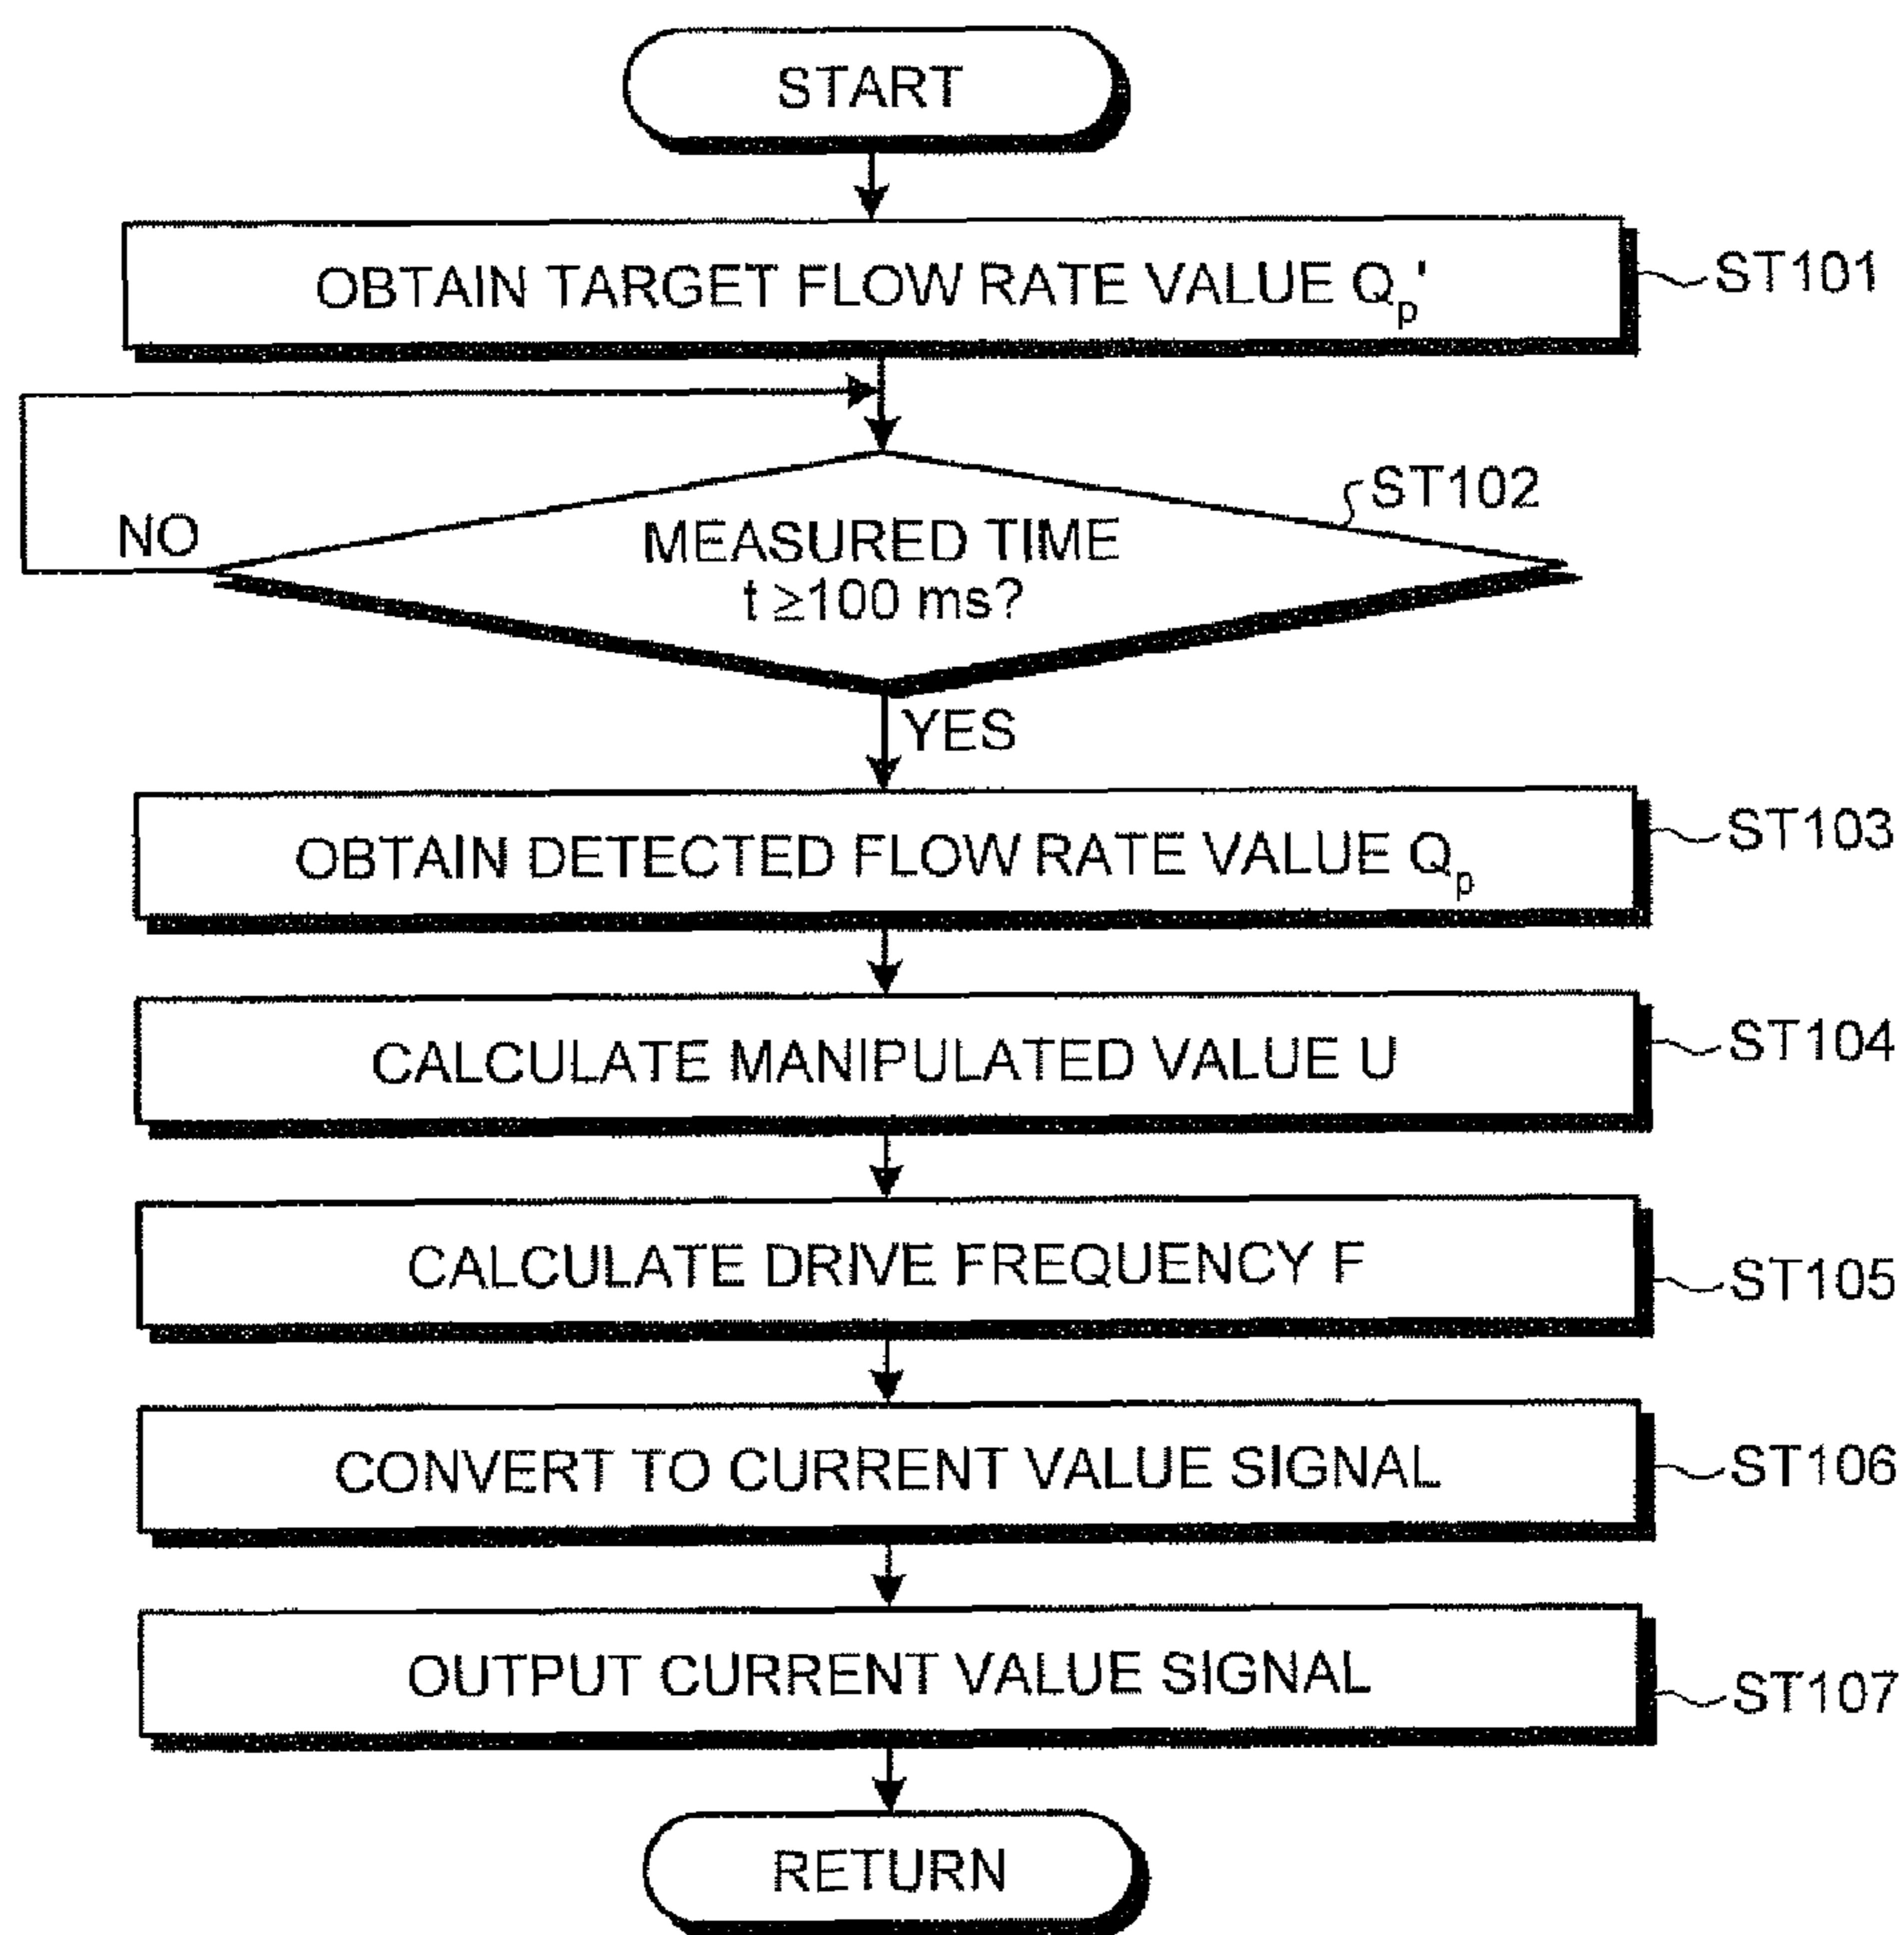 START
OBTAIN TARGET FLOW RATE VALUE Qp'
ST101
ST102
NO
MEASURED TIME
t ≥100 ms?
YES
OBTAIN DETECTED FLOW RATE VALUE Qp
ST103
CALCULATE MANIPULATED VALUE U
ST104
CALCULATE DRIVE FREQUENCY F
ST105
CONVERT TO CURRENT VALUE SIGNAL
ST106
OUTPUT CURRENT VALUE SIGNAL
ST107
RETURN